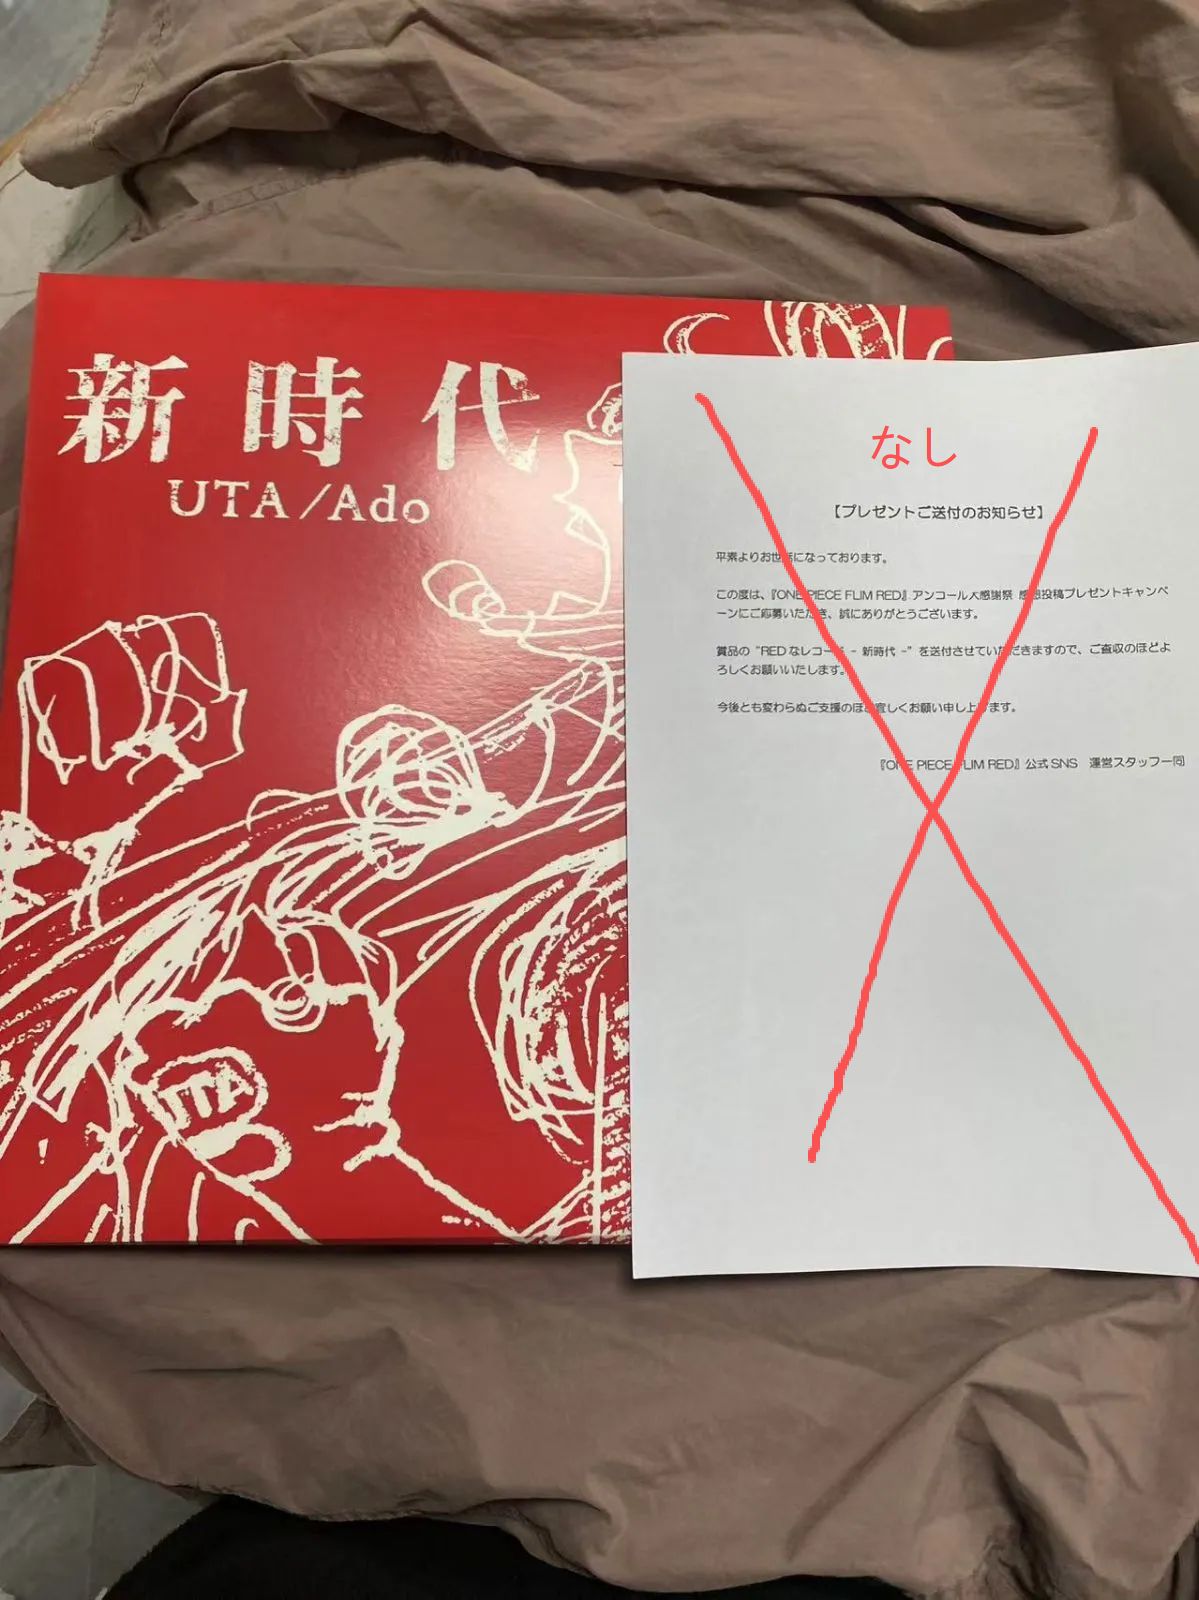 新時代
UTA/Ado
UTA
なし
【プレゼントご送付のお知らせ】
平素よりお世話になっております。
この度は、『ONE PIECE FLIM RED』アンコール大感謝祭 感想投稿プレゼントキャンペ
ーンにご応募いただき、誠にありがとうございます。
賞品の“REDなレコード - 新時代 -”を送付させていただきますので、ご査収のほどよ
ろしくお願いいたします。
今後とも変わらぬご支援のほど宜しくお願い申し上げます。
『ONE PIECE FLIM RED』公式SNS 運営スタッフ一同